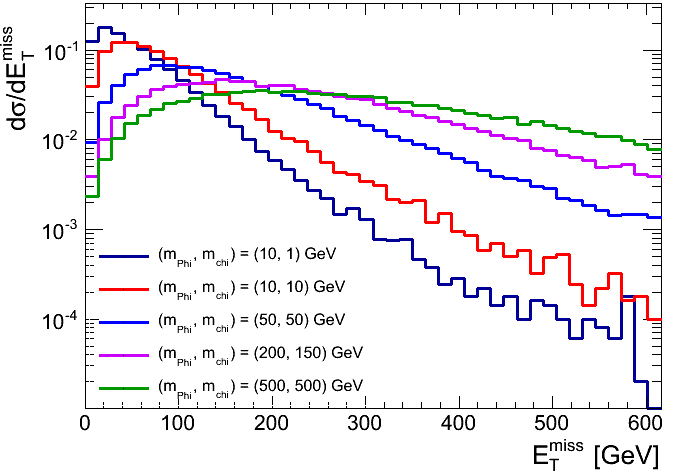 dσ/dE_T^miss
10^-1
10^-2
10^-3
10^-4
(m_Phi, m_chi) = (10, 1) GeV
(m_Phi, m_chi) = (10, 10) GeV
(m_Phi, m_chi) = (50, 50) GeV
(m_Phi, m_chi) = (200, 150) GeV
(m_Phi, m_chi) = (500, 500) GeV
0 100 200 300 400 500 600
E_T^miss [GeV]